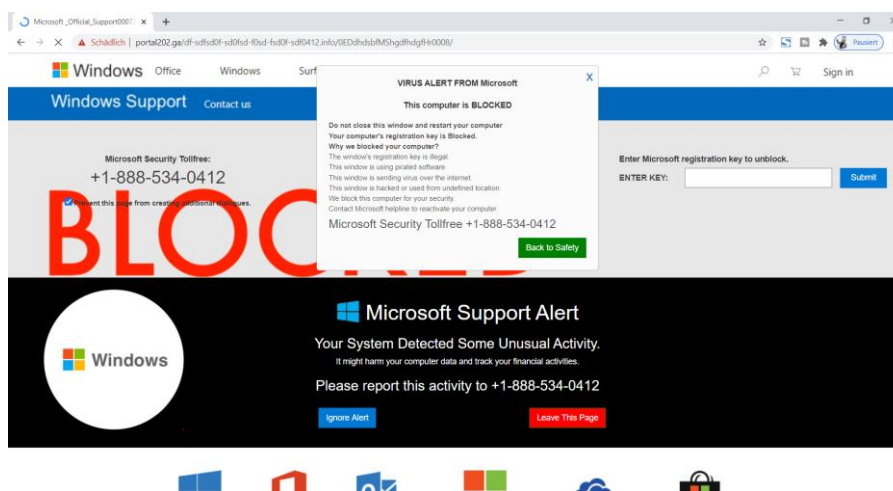 Microsoft_Official_Support0007:
Schädlich | portal202.ga/df-sdfsd0f-sd0fsd-f0sd-fsd0f-sdf0412.info/0EDdhdsbfMShgdfhdgfHr0008/
Pausiert
Windows Office Windows Surf
Sign in
Windows Support Contact us
VIRUS ALERT FROM Microsoft
X
This computer is BLOCKED
Do not close this window and restart your computer
Your computer's registration key is Blocked.
Why we blocked your computer?
The window's registration key is illegal.
This window is using pirated software.
This window is sending virus over the internet.
This window is hacked or used from undefined location.
We block this computer for your security.
Contact Microsoft helpline to reactivate your computer.
Microsoft Security Tollfree +1-888-534-0412
Back to Safety
Microsoft Security Tollfree:
+1-888-534-0412
Prevent this page from creating additional dialogues.
BLOCKED
Enter Microsoft registration key to unblock.
ENTER KEY:
Submit
Windows
Microsoft Support Alert
Your System Detected Some Unusual Activity.
It might harm your computer data and track your financial activities.
Please report this activity to +1-888-534-0412
Ignore Alert
Leave This Page